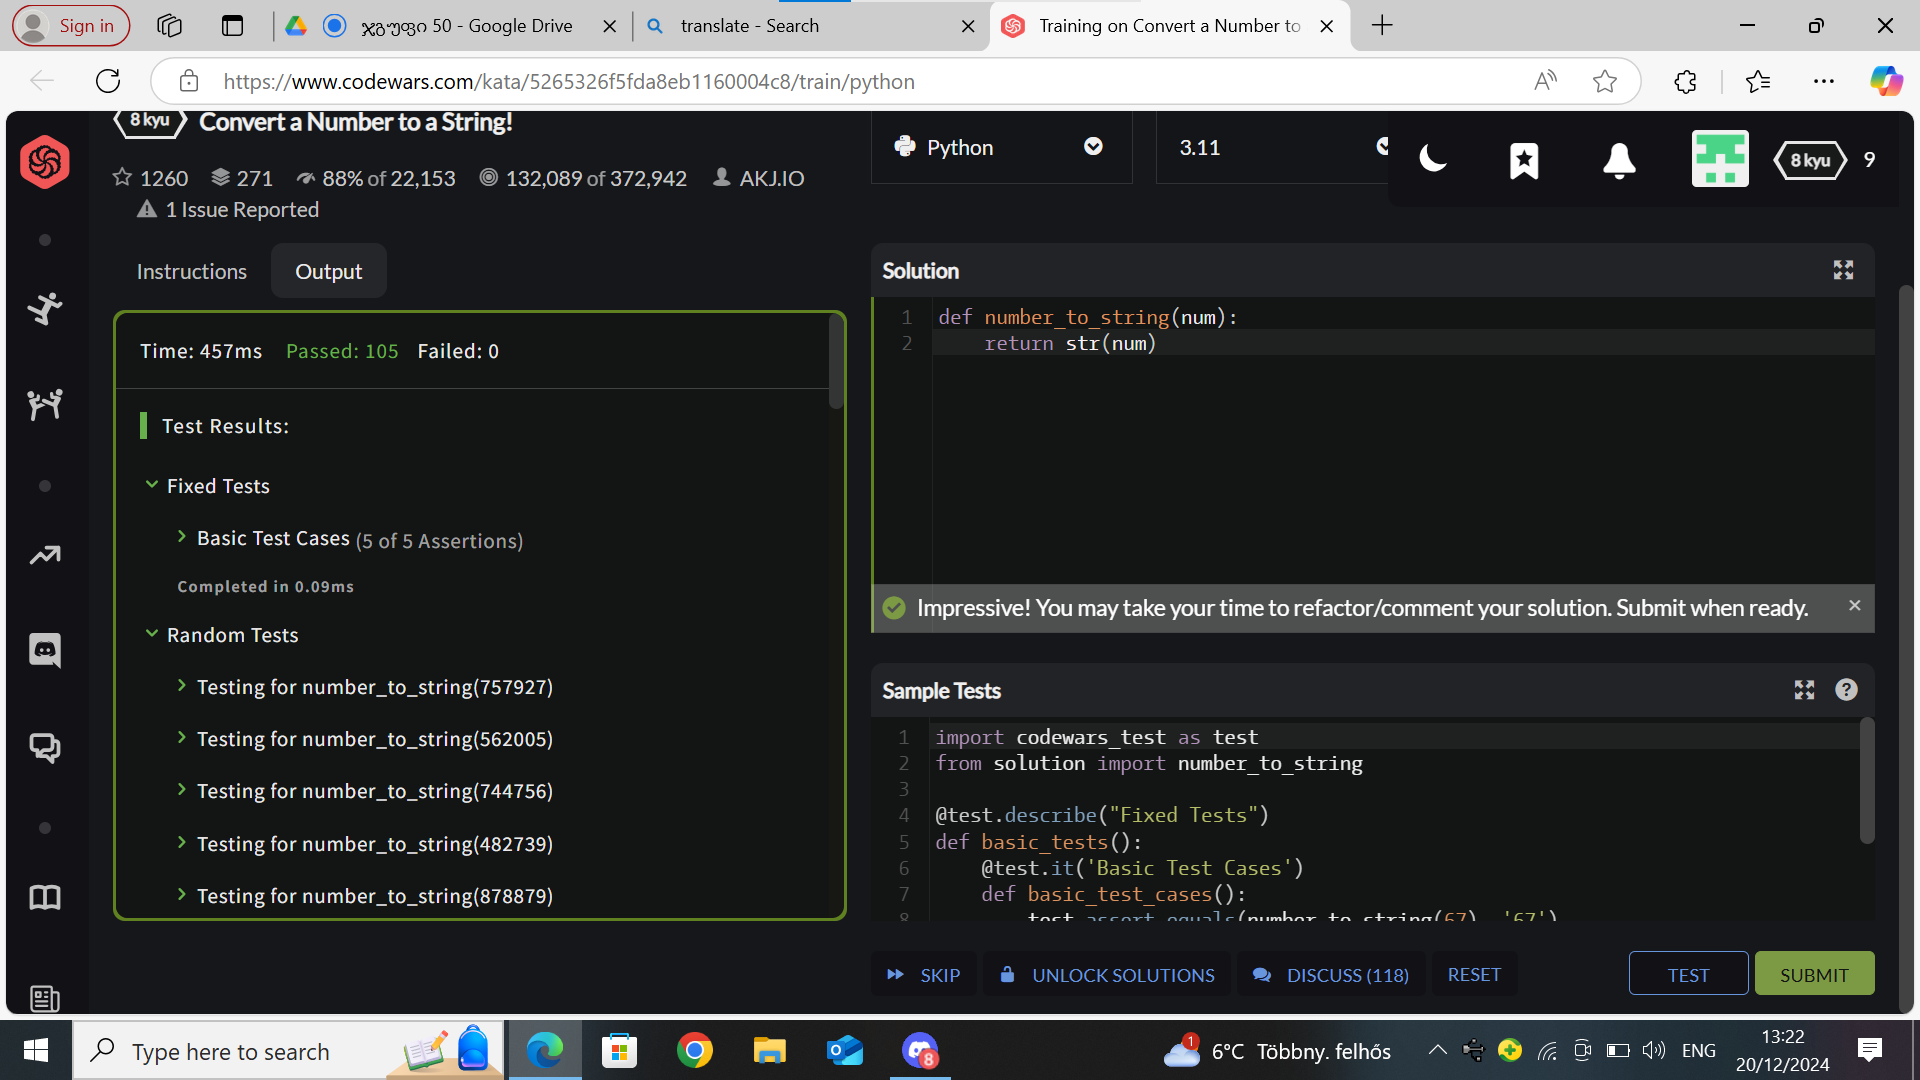 Sign in
ჯგუფი 50 - Google Drive
translate - Search
Training on Convert a Number to
https://www.codewars.com/kata/5265326f5fda8eb1160004c8/train/python
8 kyu
Convert a Number to a String!
1260 271 88% of 22,153 132,089 of 372,942 AKJ.IO
1 Issue Reported
Python
3.11
8 kyu
9
Instructions
Output
Time: 457ms Passed: 105 Failed: 0
Test Results:
Fixed Tests
Basic Test Cases (5 of 5 Assertions)
Completed in 0.09ms
Random Tests
Testing for number_to_string(757927)
Testing for number_to_string(562005)
Testing for number_to_string(744756)
Testing for number_to_string(482739)
Testing for number_to_string(878879)
Solution
1 def number_to_string(num):
2 return str(num)
Impressive! You may take your time to refactor/comment your solution. Submit when ready.
Sample Tests
1 import codewars_test as test
2 from solution import number_to_string
3
4 @test.describe("Fixed Tests")
5 def basic_tests():
6 @test.it('Basic Test Cases')
7 def basic_test_cases():
8 test.assert_equals(number_to_string(67), '67')
SKIP
UNLOCK SOLUTIONS
DISCUSS (118)
RESET
TEST
SUBMIT
Type here to search
8
1
6°C Többny. felhős
ENG
13:22
20/12/2024